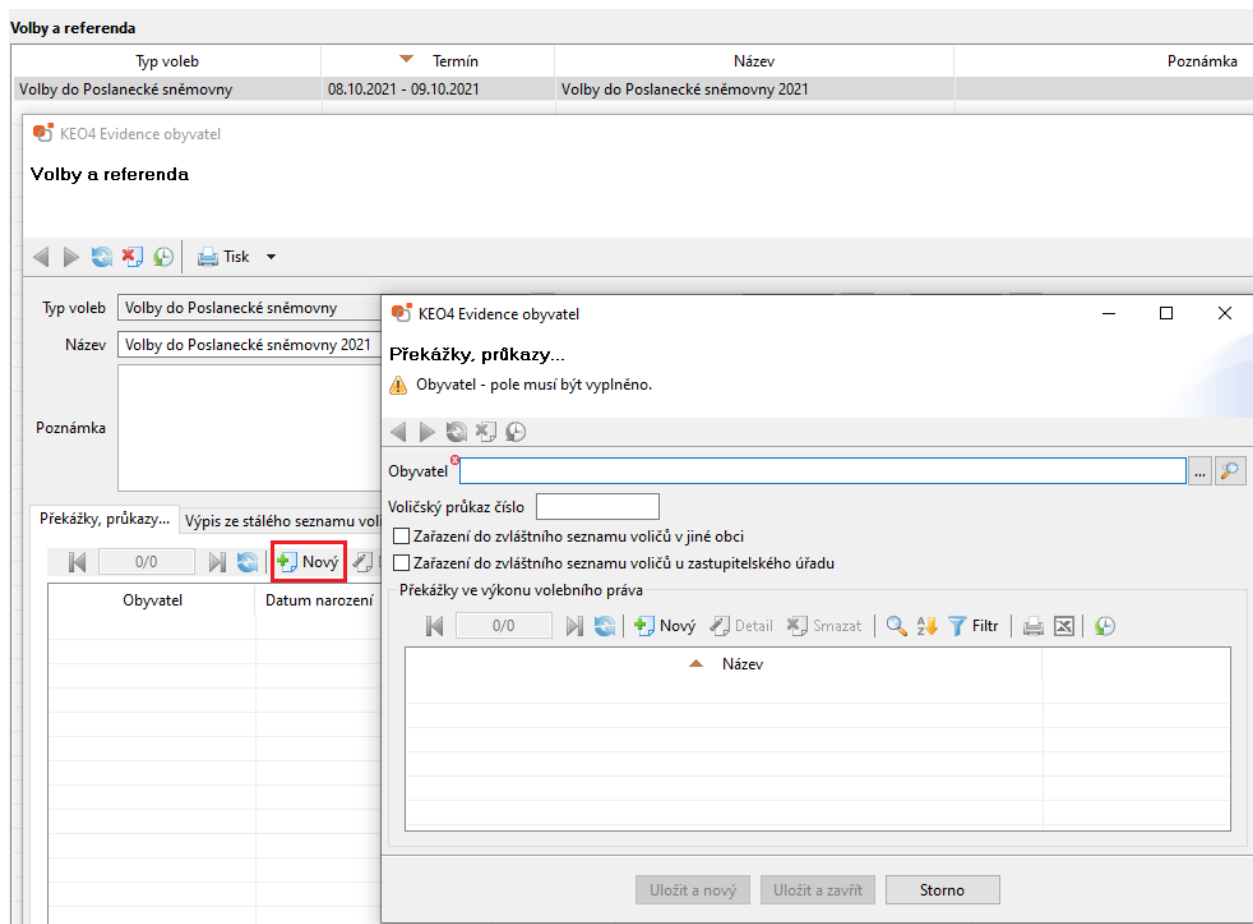 Volby a referenda
Typ voleb Termín Název Poznámka
Volby do Poslanecké sněmovny 08.10.2021 - 09.10.2021 Volby do Poslanecké sněmovny 2021
KEO4 Evidence obyvatel
Volby a referenda
Tisk
Typ voleb Volby do Poslanecké sněmovny
Název Volby do Poslanecké sněmovny 2021
Poznámka
Překážky, průkazy... Výpis ze stálého seznamu
0/0 Nový
Obyvatel Datum narození
KEO4 Evidence obyvatel
Překážky, průkazy...
Obyvatel - pole musí být vyplněno.
Obyvatel ...
Voličský průkaz číslo
Zařazení do zvláštního seznamu voličů v jiné obci
Zařazení do zvláštního seznamu voličů u zastupitelského úřadu
Překážky ve výkonu volebního práva
0/0 Nový Detail Smazat Filtr
Název
Uložit a nový Uložit a zavřít Storno